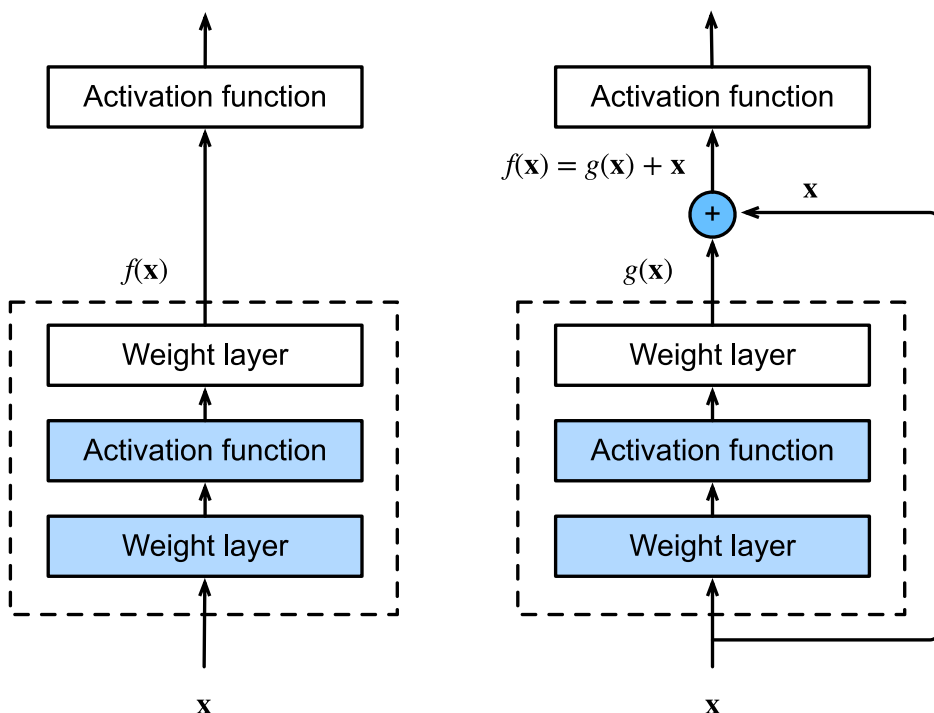 Activation function
f(x)
Weight layer
Activation function
Weight layer
x
Activation function
f(x) = g(x) + x
x
+
g(x)
Weight layer
Activation function
Weight layer
x